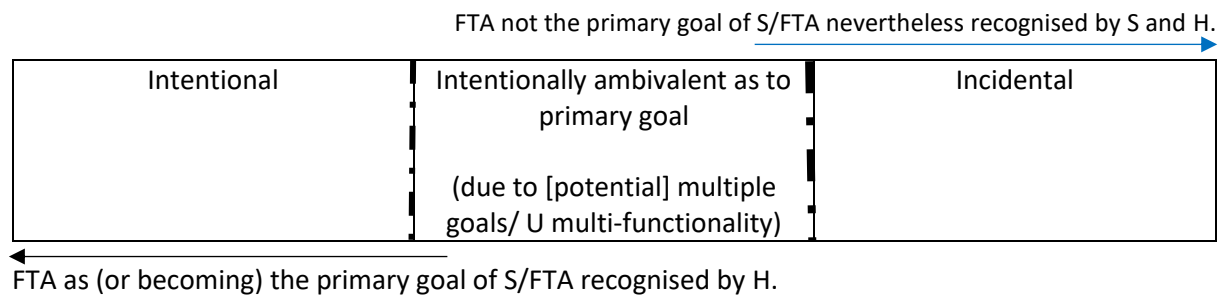 FTA not the primary goal of S/FTA nevertheless recognised by S and H.
Intentional
Intentionally ambivalent as to
primary goal
(due to [potential] multiple
goals/ U multi-functionality)
Incidental
FTA as (or becoming) the primary goal of S/FTA recognised by H.